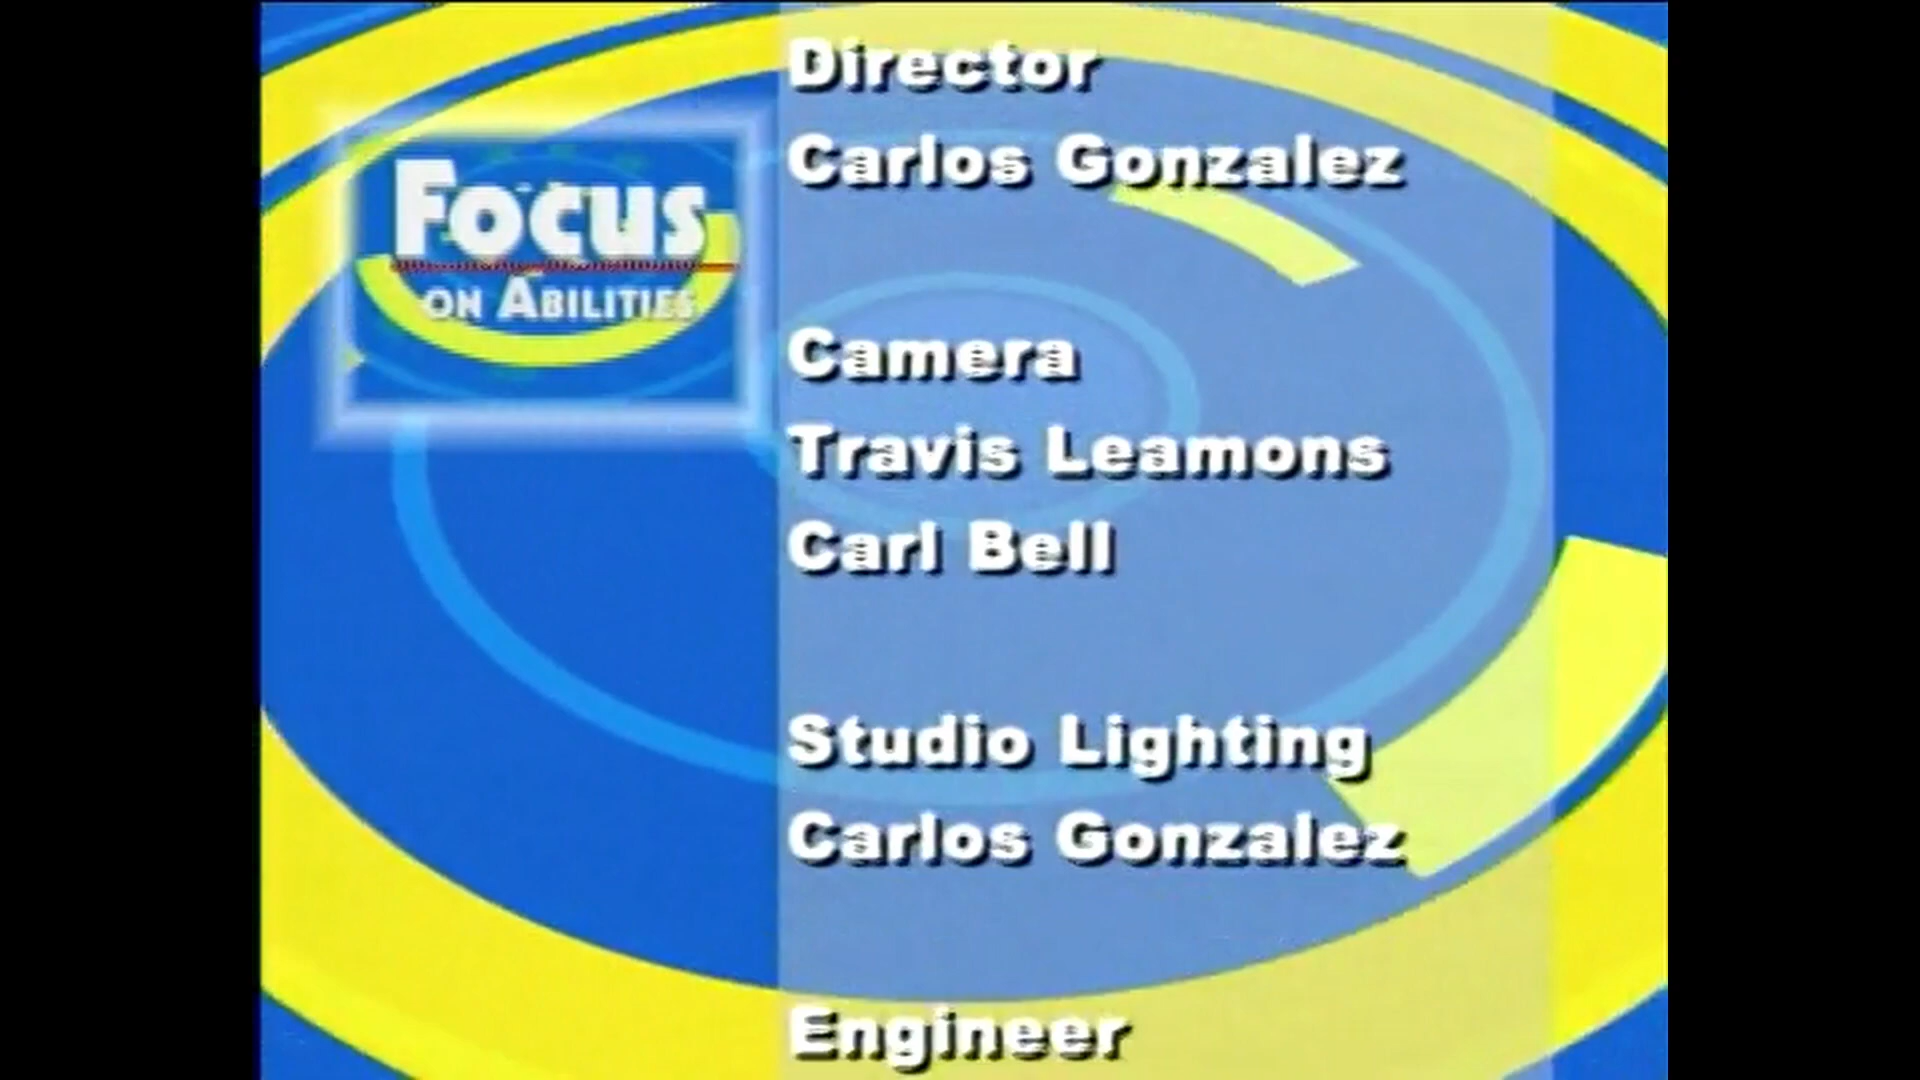 Focus
ON ABILITIES
Director
Carlos Gonzalez
Camera
Travis Leamons
Carl Bell
Studio Lighting
Carlos Gonzalez
Engineer